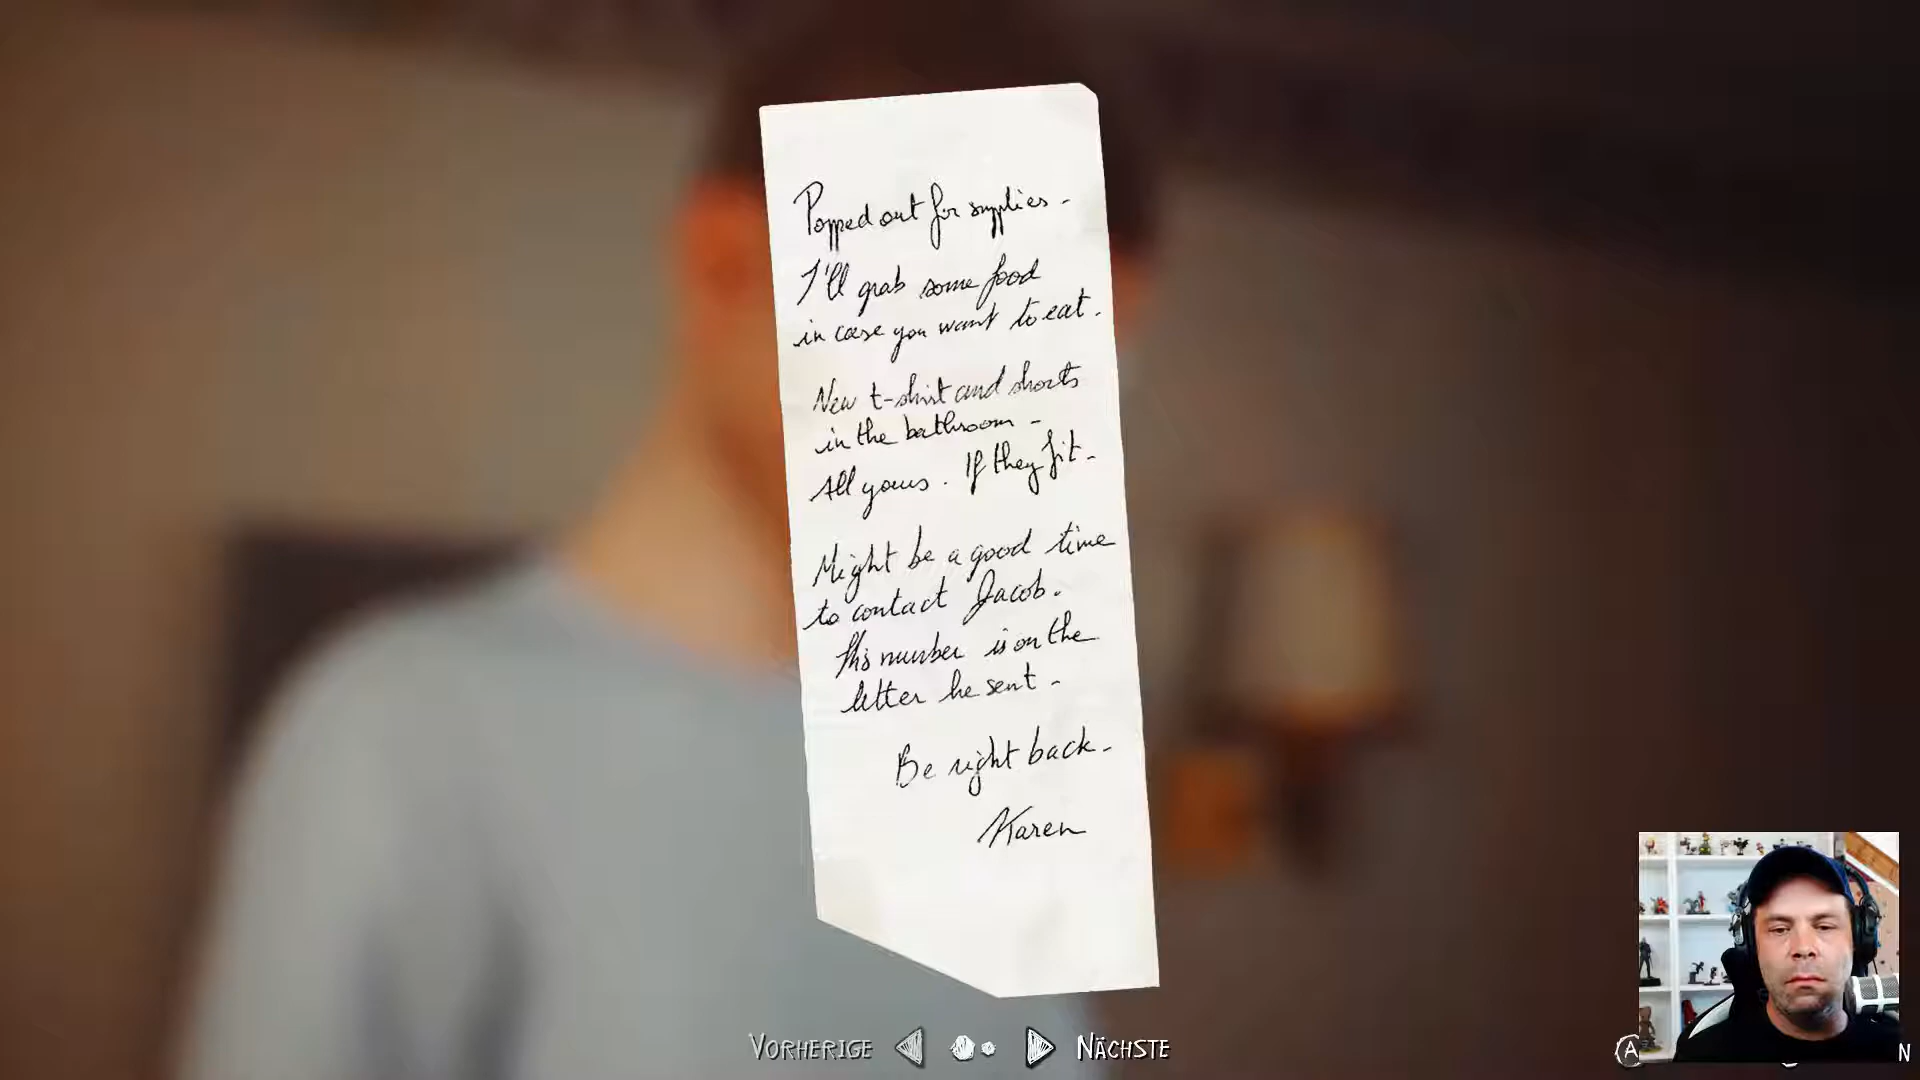 Popped out for supplies -
I'll grab some food
in case you want to eat.
New t-shirt and shorts
in the bathroom -
All yours. If they fit -
Might be a good time
to contact Jacob.
His number is on the
letter he sent -
Be right back -
Karen
VORHERIGE NÄCHSTE
A N